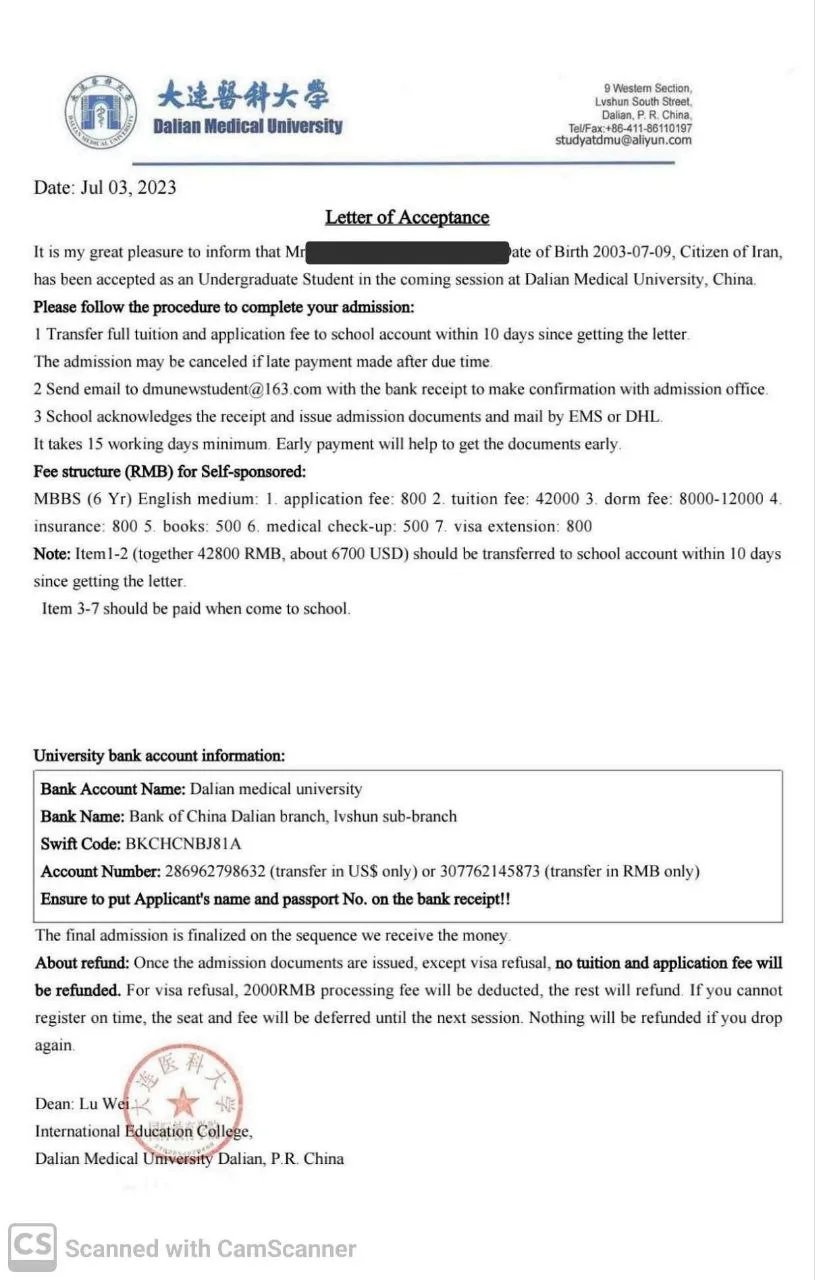 大連醫科大學
Dalian Medical University
9 Western Section,
Lvshun South Street,
Dalian, P. R. China,
Tel/Fax:+86-411-86110197
studyatdmu@aliyun.com
DALIAN MEDICAL UNIVERSITY
Date: Jul 03, 2023
Letter of Acceptance
It is my great pleasure to inform that Mr ate of Birth 2003-07-09, Citizen of Iran,
has been accepted as an Undergraduate Student in the coming session at Dalian Medical University, China.
Please follow the procedure to complete your admission:
1 Transfer full tuition and application fee to school account within 10 days since getting the letter.
The admission may be canceled if late payment made after due time.
2 Send email to dmunewstudent@163.com with the bank receipt to make confirmation with admission office.
3 School acknowledges the receipt and issue admission documents and mail by EMS or DHL.
It takes 15 working days minimum. Early payment will help to get the documents early.
Fee structure (RMB) for Self-sponsored:
MBBS (6 Yr) English medium: 1. application fee: 800 2. tuition fee: 42000 3. dorm fee: 8000-12000 4.
insurance: 800 5. books: 500 6. medical check-up: 500 7. visa extension: 800
Note: Item1-2 (together 42800 RMB, about 6700 USD) should be transferred to school account within 10 days
since getting the letter.
Item 3-7 should be paid when come to school.
University bank account information:
Bank Account Name: Dalian medical university
Bank Name: Bank of China Dalian branch, lvshun sub-branch
Swift Code: BKCHCNBJ81A
Account Number: 286962798632 (transfer in US$ only) or 307762145873 (transfer in RMB only)
Ensure to put Applicant's name and passport No. on the bank receipt!!
The final admission is finalized on the sequence we receive the money.
About refund: Once the admission documents are issued, except visa refusal, no tuition and application fee will
be refunded. For visa refusal, 2000RMB processing fee will be deducted, the rest will refund. If you cannot
register on time, the seat and fee will be deferred until the next session. Nothing will be refunded if you drop
again.
大连医科大学
Dean: Lu Wei
International Education College,
Dalian Medical University Dalian, P.R. China
CS Scanned with CamScanner